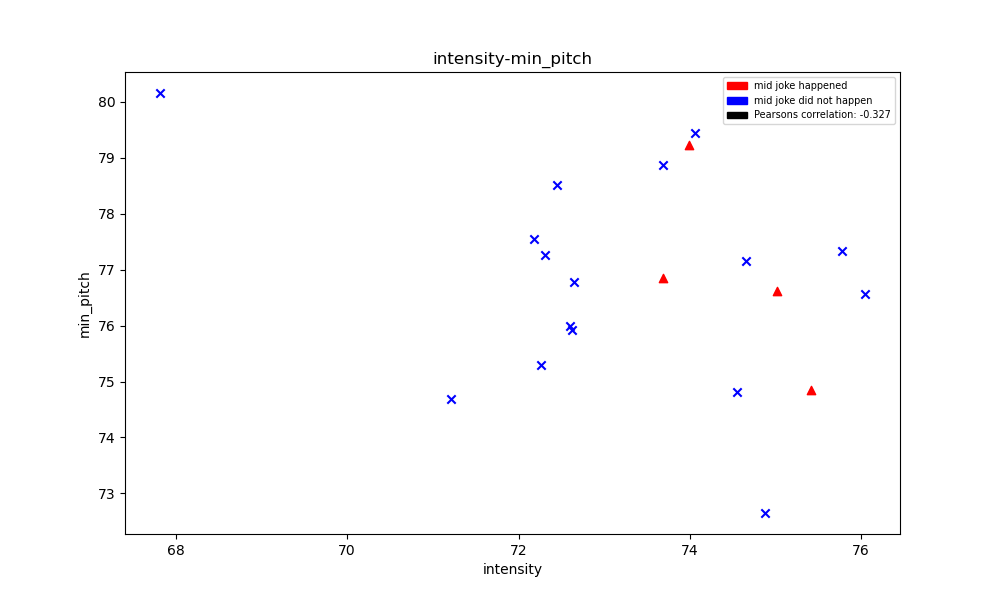 intensity-min_pitch
mid joke happened
mid joke did not happen
Pearsons correlation: -0.327
80
79
78
77
76
75
74
73
min_pitch
68
70
72
74
76
intensity